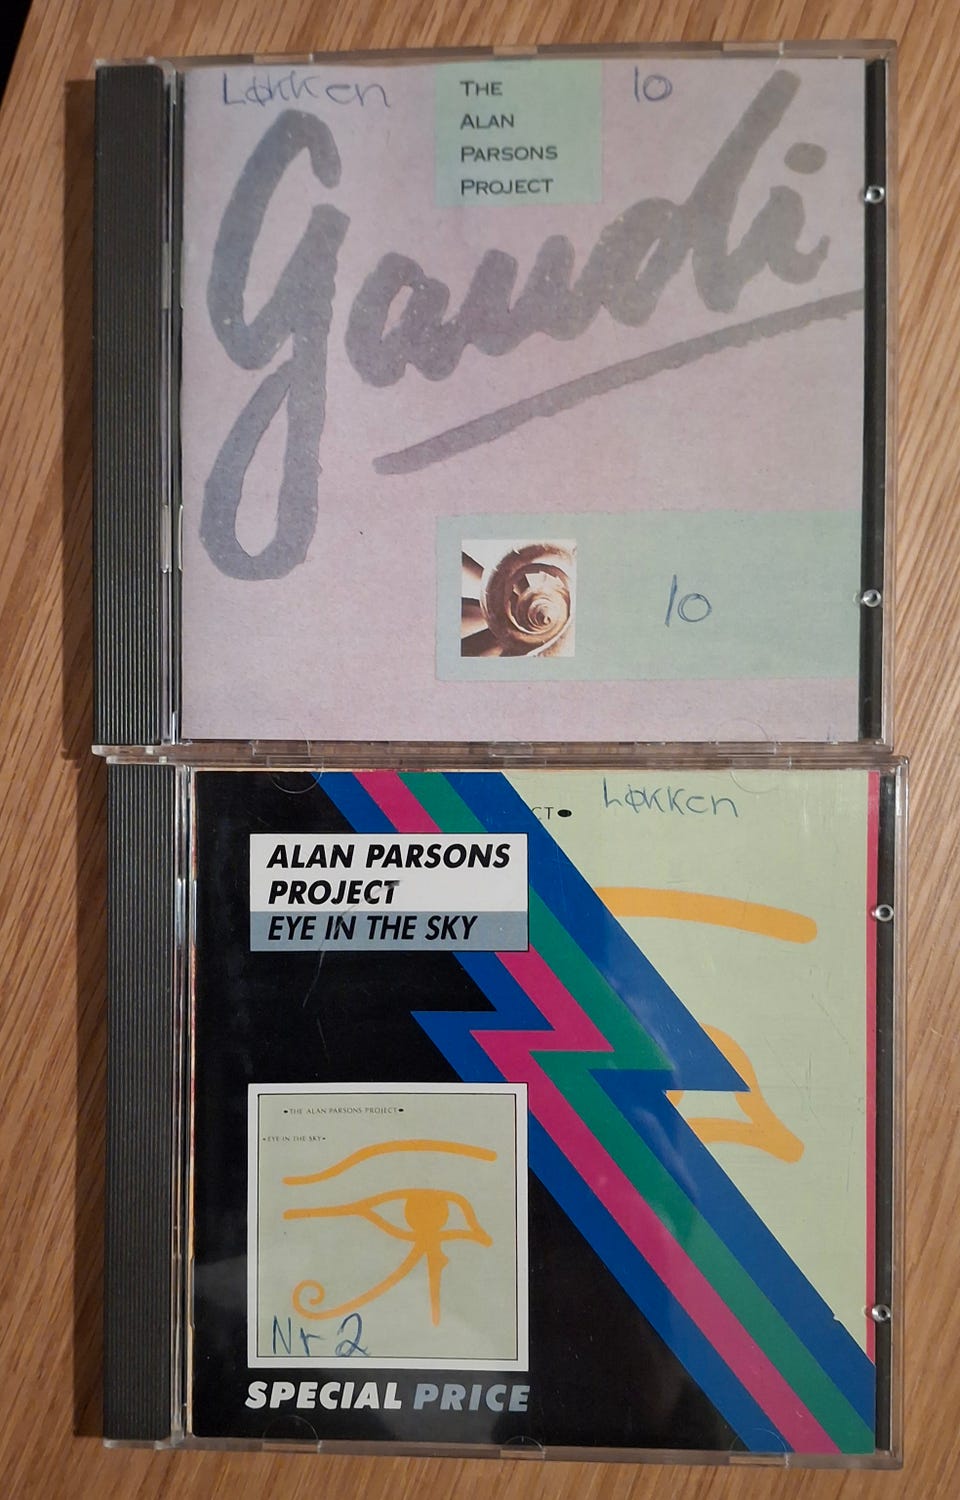 Løkken
THE
ALAN
PARSONS
PROJECT
10
gaudi
10
Løkken
CT
ALAN PARSONS
PROJECT
EYE IN THE SKY
THE ALAN PARSONS PROJECT
EYE IN THE SKY
Nr 2
SPECIAL PRICE